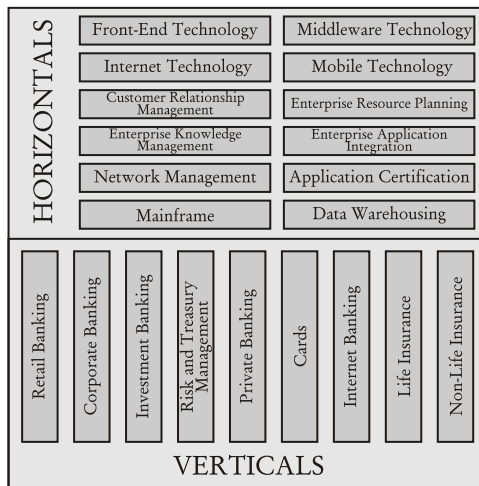 HORIZONTALS
Front-End Technology
Middleware Technology
Internet Technology
Mobile Technology
Customer Relationship
Management
Enterprise Resource Planning
Enterprise Knowledge
Management
Enterprise Application
Integration
Network Management
Application Certification
Mainframe
Data Warehousing
Retail Banking
Corporate Banking
Investment Banking
Risk and Treasury
Management
Private Banking
Cards
Internet Banking
Life Insurance
Non-Life Insurance
VERTICALS